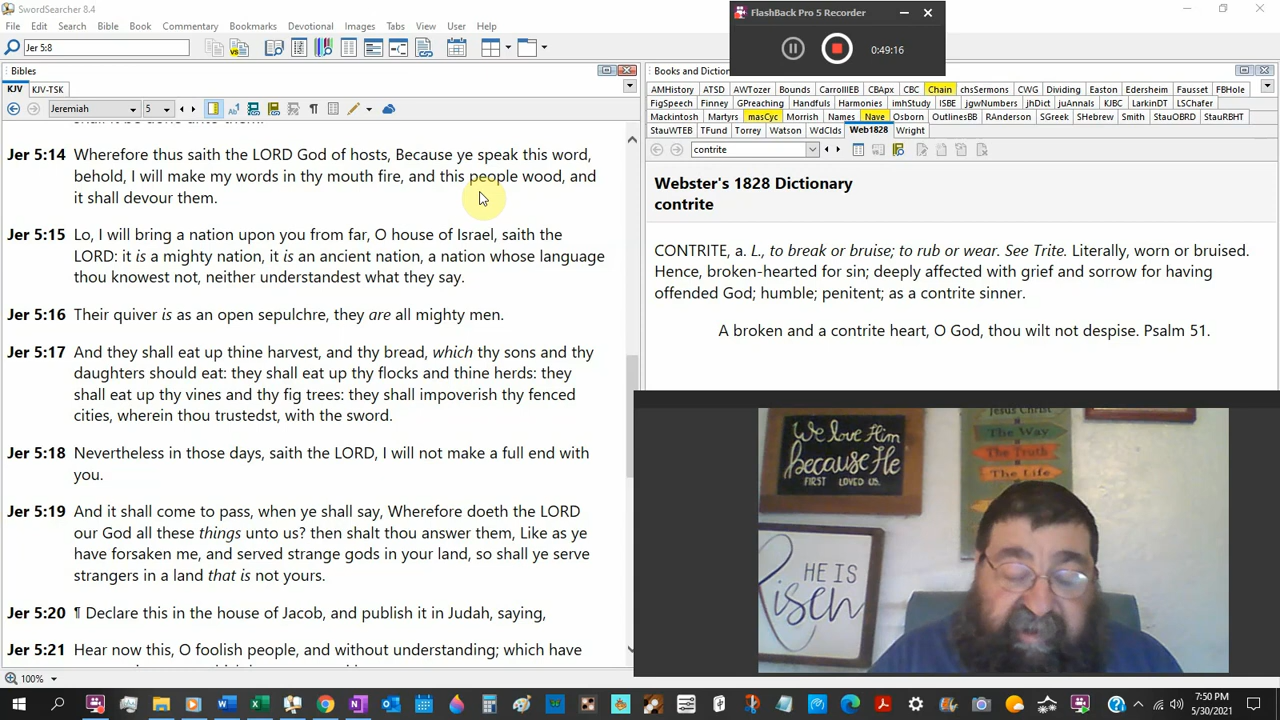 SwordSearcher 8.4
FlashBack Pro 5 Recorder
0:49:16
File Edit Search Bible Book Commentary Bookmarks Devotional Images Tabs View User Help
Jer 5:8
Bibles
KJV KJV-TSK
Jeremiah 5
Jer 5:14 Wherefore thus saith the LORD God of hosts, Because ye speak this word,
behold, I will make my words in thy mouth fire, and this people wood, and
it shall devour them.
Jer 5:15 Lo, I will bring a nation upon you from far, O house of Israel, saith the
LORD: it is a mighty nation, it is an ancient nation, a nation whose language
thou knowest not, neither understandest what they say.
Jer 5:16 Their quiver is as an open sepulchre, they are all mighty men.
Jer 5:17 And they shall eat up thine harvest, and thy bread, which thy sons and thy
daughters should eat: they shall eat up thy flocks and thine herds: they
shall eat up thy vines and thy fig trees: they shall impoverish thy fenced
cities, wherein thou trustedst, with the sword.
Jer 5:18 Nevertheless in those days, saith the LORD, I will not make a full end with
you.
Jer 5:19 And it shall come to pass, when ye shall say, Wherefore doeth the LORD
our God all these things unto us? then shalt thou answer them, Like as ye
have forsaken me, and served strange gods in your land, so shall ye serve
strangers in a land that is not yours.
Jer 5:20 ¶ Declare this in the house of Jacob, and publish it in Judah, saying,
Jer 5:21 Hear now this, O foolish people, and without understanding; which have
100%
Books and Diction
AMHistory ATSD AWTozer Bounds CarrollIEB CBApx CBC Chain chsSermons CWG Dividing Easton Edersheim Fausset FBHole
FigSpeech Finney GPreaching Handfuls Harmonies imhStudy ISBE jgwNumbers jhDict juAnnals KJBC LarkinDT LSChafer
Mackintosh Martyrs masCyc Morrish Names Nave Osborn OutlinesBB RAnderson SGreek SHebrew Smith StauOBRD StrauRBHT
StauWTEB TFund Torrey Watson WdClds Web1828 Wright
contrite
Webster's 1828 Dictionary
contrite
CONTRITE, a. L., to break or bruise; to rub or wear. See Trite. Literally, worn or bruised.
Hence, broken-hearted for sin; deeply affected with grief and sorrow for having
offended God; humble; penitent; as a contrite sinner.
A broken and a contrite heart, O God, thou wilt not despise. Psalm 51.
We love Him
because He
FIRST LOVED US.
Jesus Christ
The Way
The Truth
The Life
HE IS
Risen
7:50 PM
5/30/2021